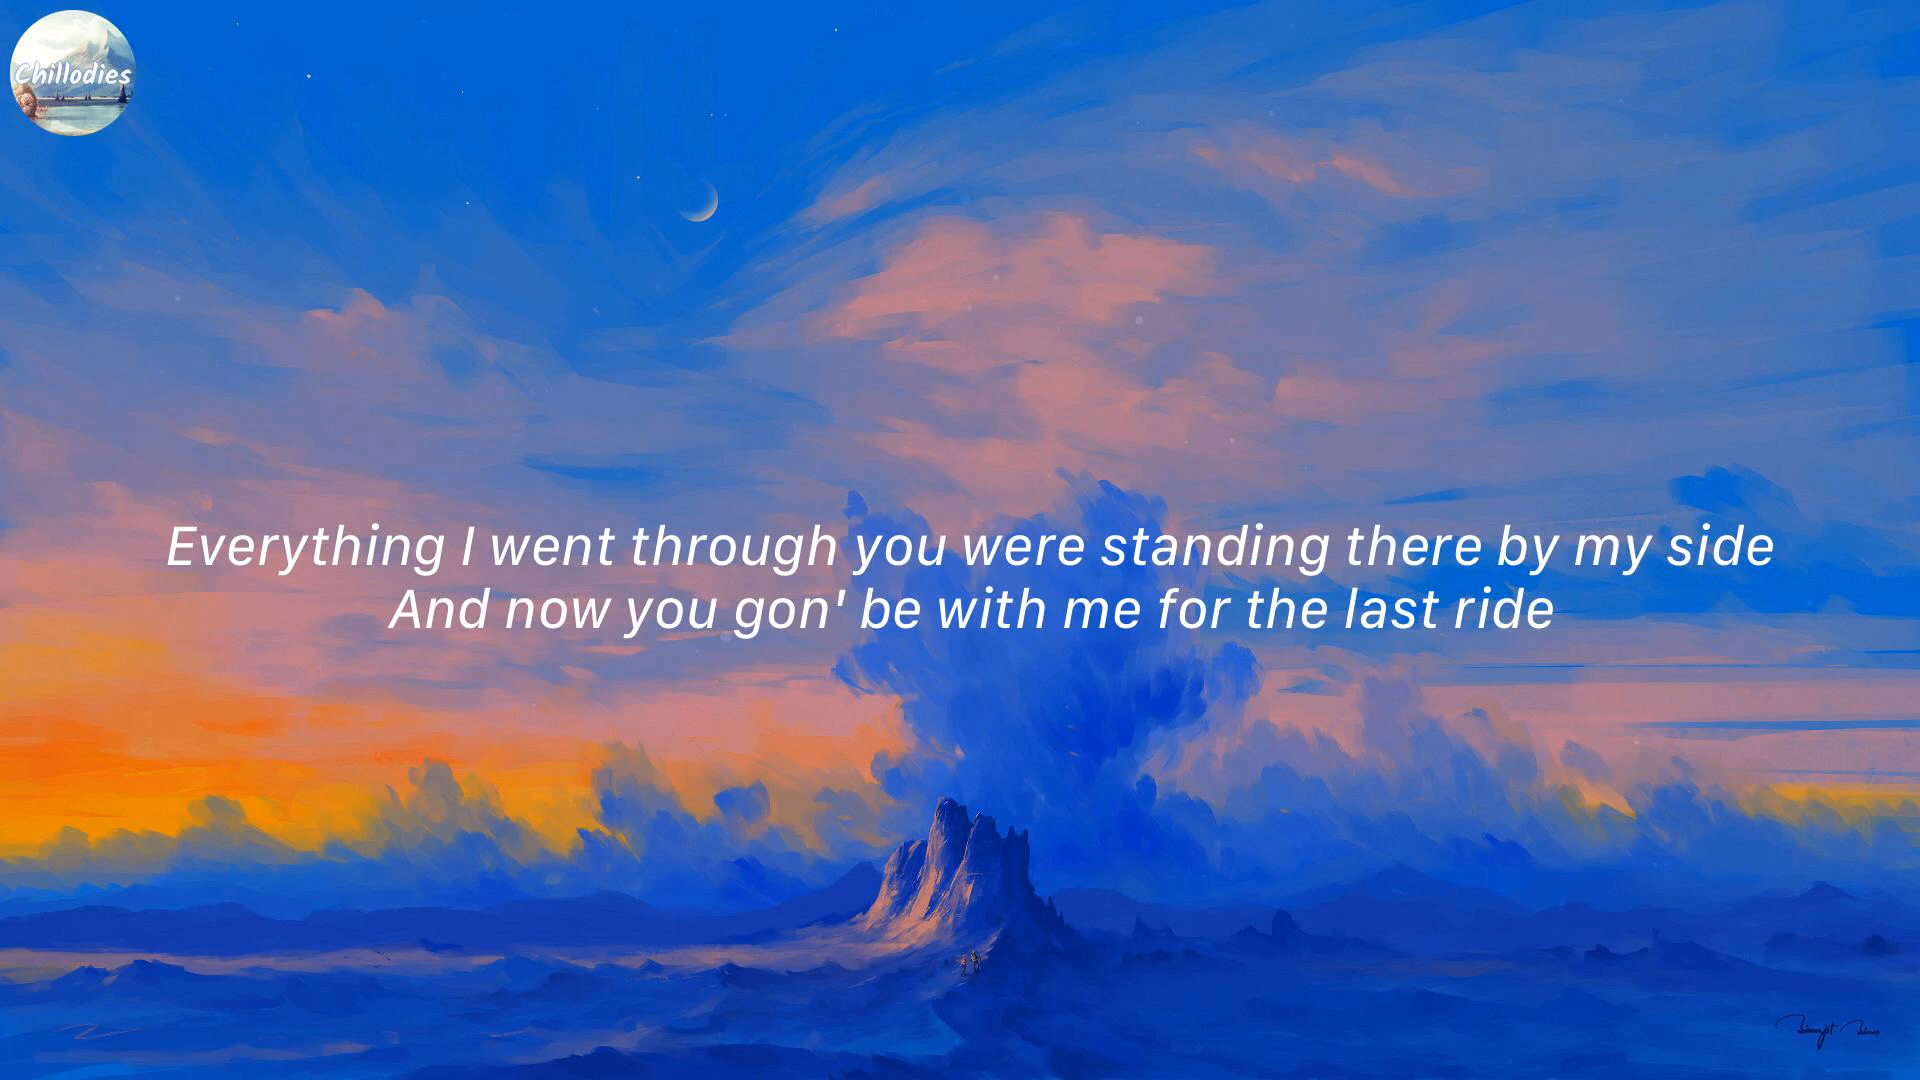 Chillodies
Everything I went through you were standing there by my side
And now you gon' be with me for the last ride